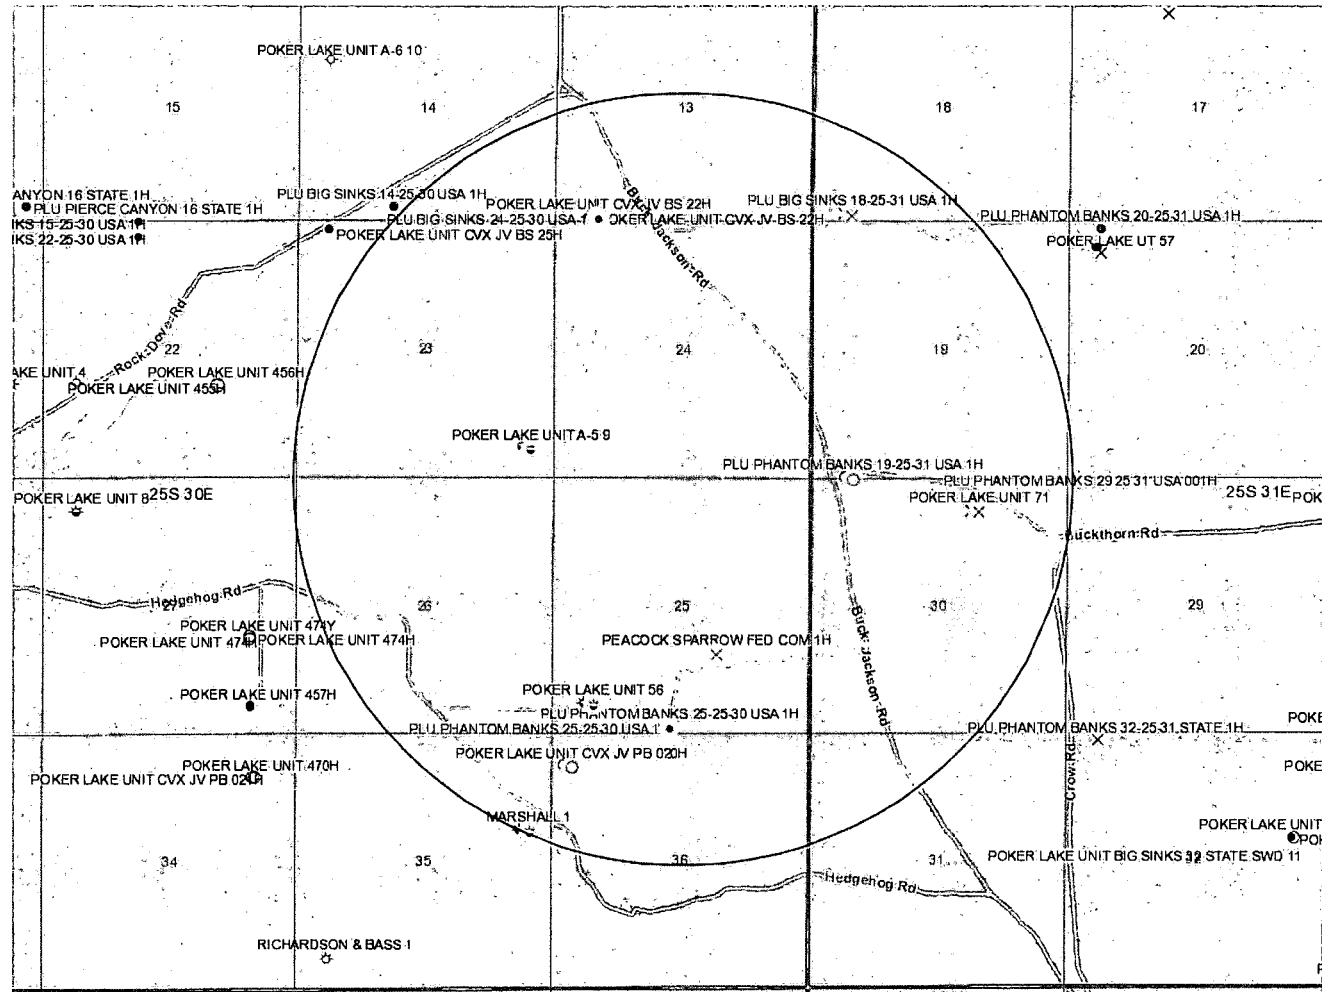 POKER LAKE UNIT A-6 10
15
14
13
18
17
ANYON 16 STATE 1H
PLU PIERCE CANYON 16 STATE 1H
NKS 15-25-30 USA 1H
NKS 22-25-30 USA 1H
PLU BIG SINKS 14-25-30 USA 1H
POKER LAKE UNIT CVX JV BS 22H
PLU BIG SINKS 24-25-30 USA 1
OKER LAKE UNIT CVX JV BS 22H
POKER LAKE UNIT CVX JV BS 25H
PLU BIG SINKS 18-25-31 USA 1H
PLU PHANTOM BANKS 20-25-31 USA 1H
POKER LAKE UT 57
Buck Jackson Rd
Rock Dove Rd
22
23
24
19
20
AKE UNIT 4
POKER LAKE UNIT 455H
POKER LAKE UNIT 456H
POKER LAKE UNIT A-5 9
PLU PHANTOM BANKS 19-25-31 USA 1H
PLU PHANTOM BANKS 29 25 31 USA 001H
POKER LAKE UNIT 71
POKER LAKE UNIT 8
25S 30E
25S 31E
POK
Buckthorn Rd
Hedgehog Rd
27
26
25
30
29
POKER LAKE UNIT 474Y
POKER LAKE UNIT 474H
POKER LAKE UNIT 474H
PEACOCK SPARROW FED COM 1H
Buck Jackson Rd
POKER LAKE UNIT 457H
POKER LAKE UNIT 56
PLU PHANTOM BANKS 25-25-30 USA 1H
PLU PHANTOM BANKS 25-25-30 USA 1
PLU PHANTOM BANKS 32-25-31 STATE 1H
POKE
POKER LAKE UNIT CVX JV PB 020H
POKER LAKE UNIT 470H
POKER LAKE UNIT CVX JV PB 021H
POKE
Crow Rd
MARSHALL 1
POKER LAKE UNIT
POK
34
35
36
31
32
POKER LAKE UNIT BIG SINKS 32 STATE SWD 11
Hedgehog Rd
RICHARDSON & BASS 1